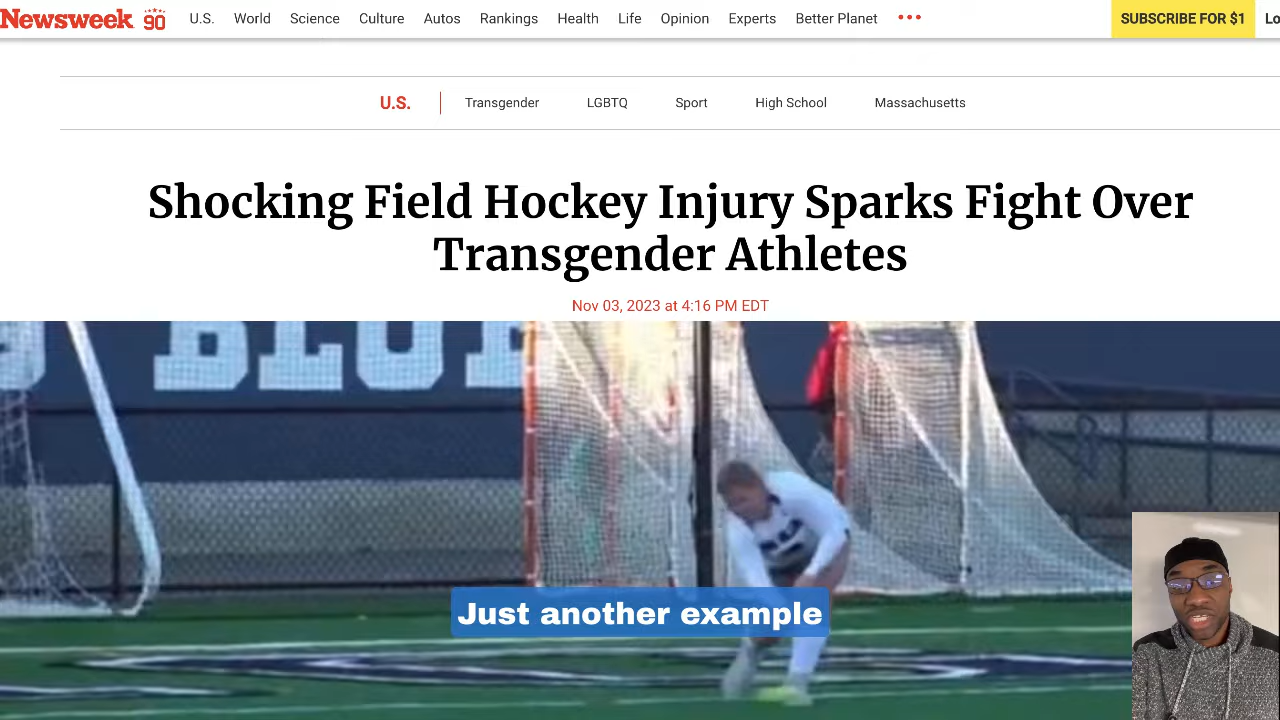 Newsweek 90 U.S. World Science Culture Autos Rankings Health Life Opinion Experts Better Planet ••• SUBSCRIBE FOR $1 Lo
U.S. Transgender LGBTQ Sport High School Massachusetts
Shocking Field Hockey Injury Sparks Fight Over
Transgender Athletes
Nov 03, 2023 at 4:16 PM EDT
BLUE
Just another example